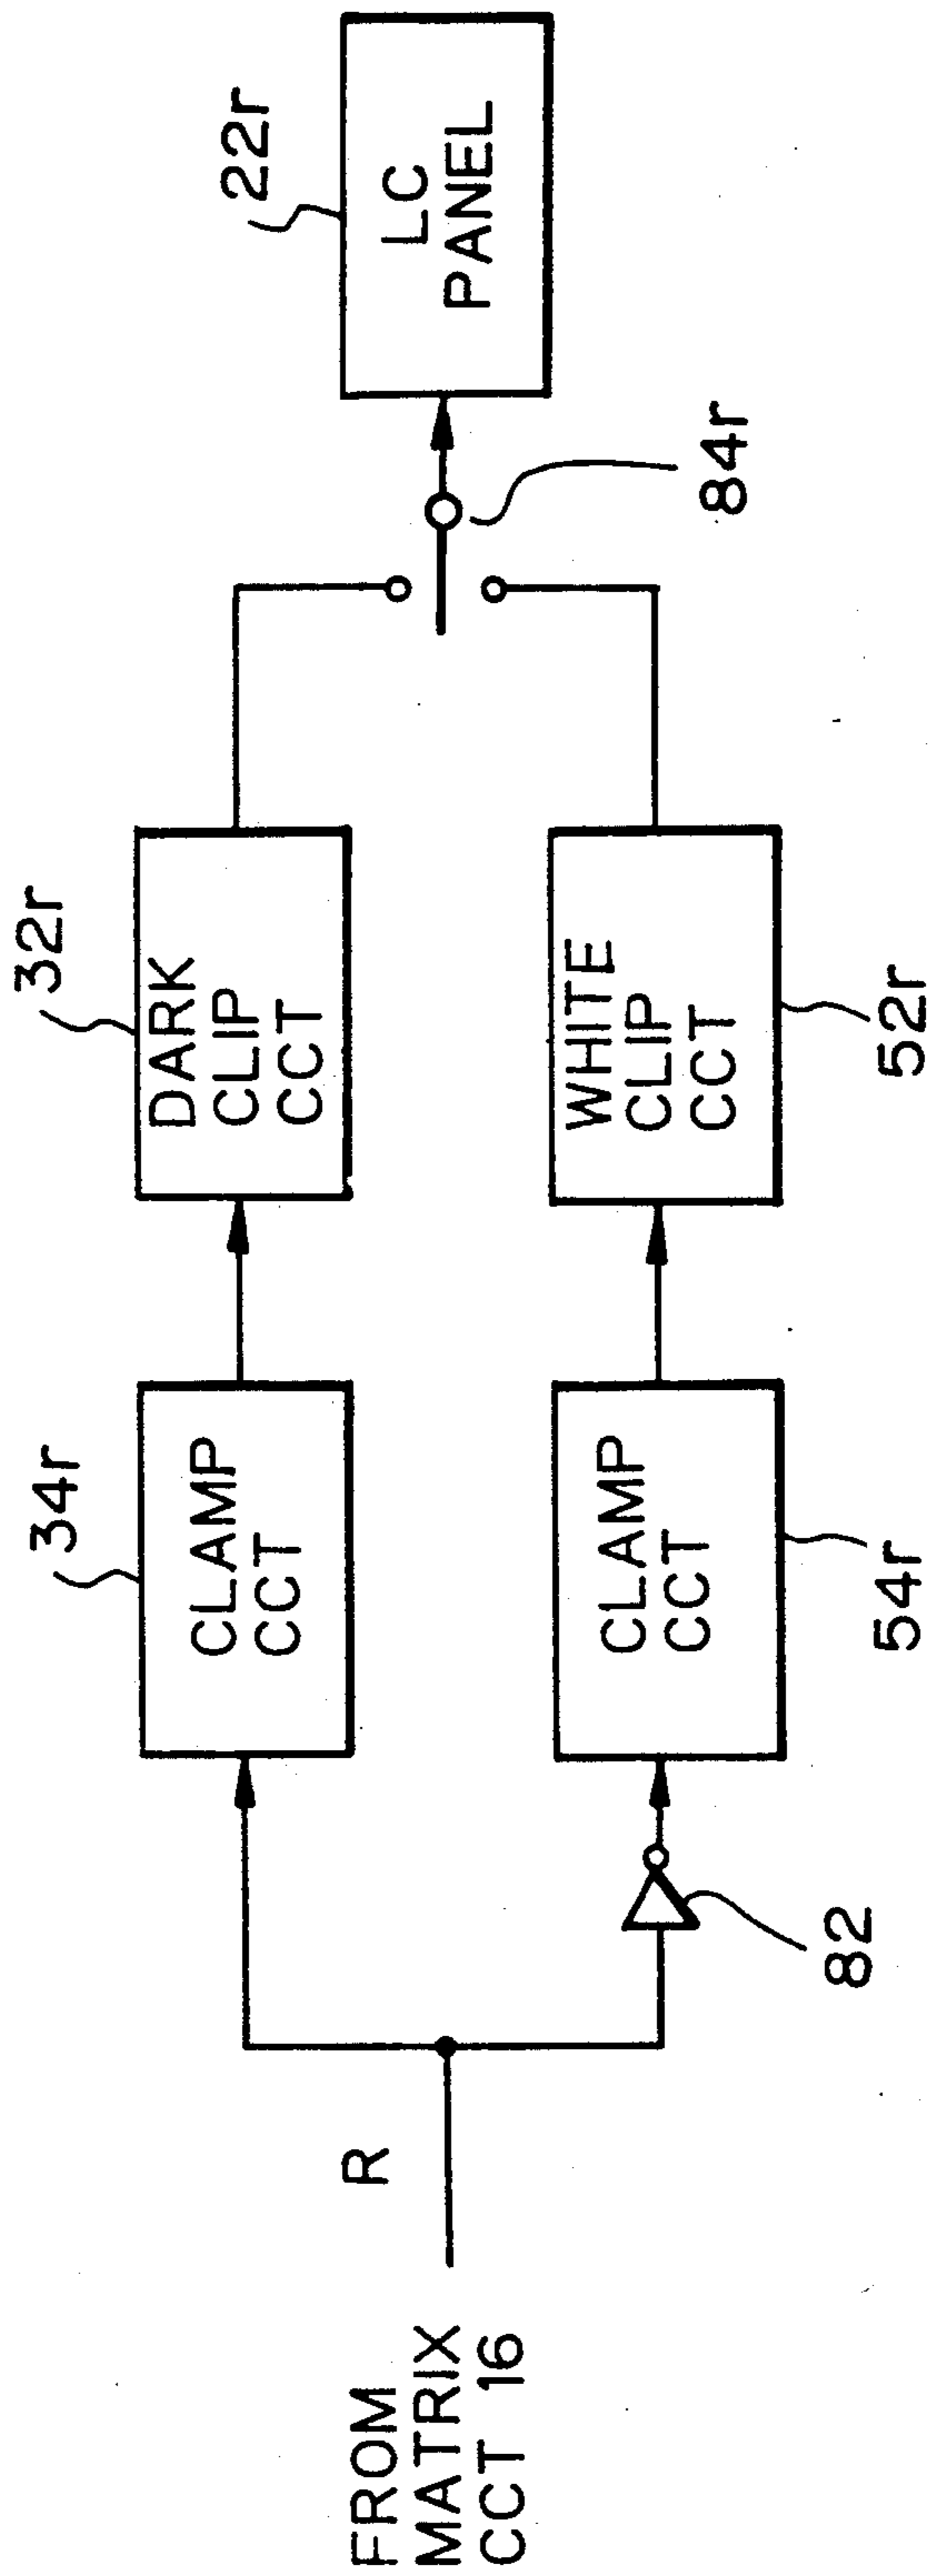 FROM
MATRIX
CCT 16
R
34r
CLAMP
CCT
32r
DARK
CLIP
CCT
82
54r
CLAMP
CCT
52r
WHITE
CLIP
CCT
84r
22r
LC
PANEL